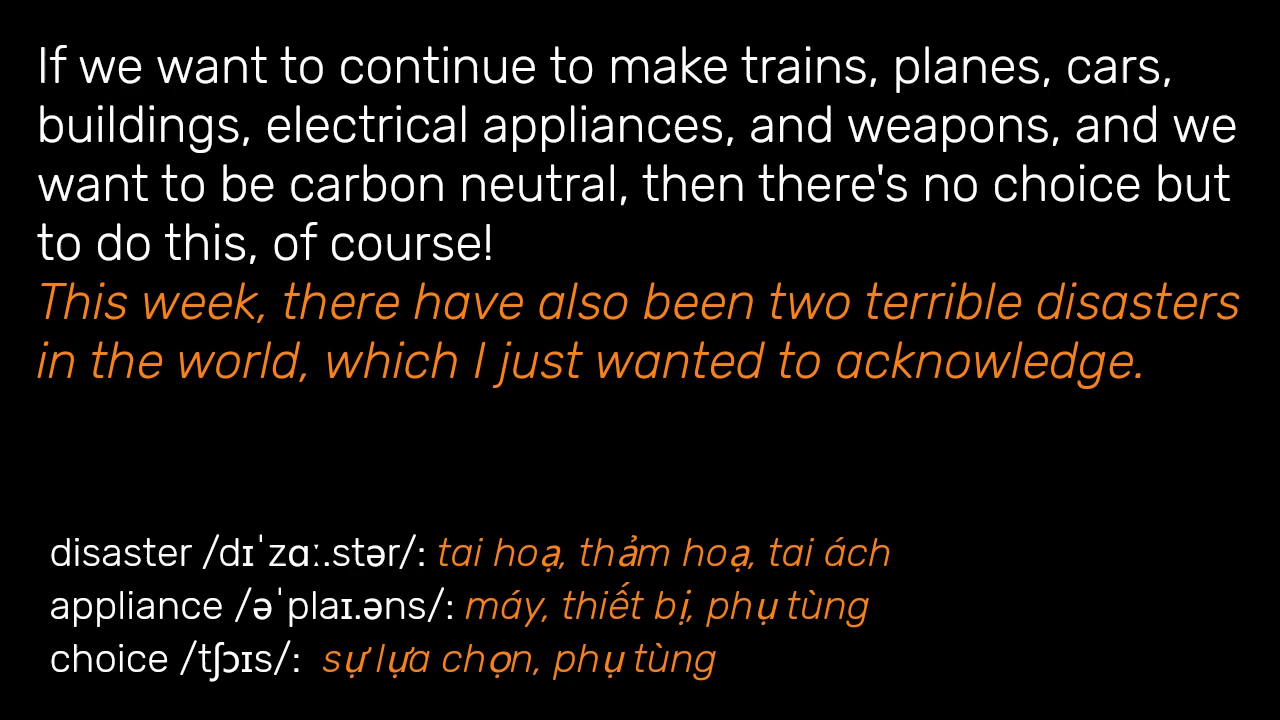 If we want to continue to make trains, planes, cars,
buildings, electrical appliances, and weapons, and we
want to be carbon neutral, then there's no choice but
to do this, of course!
This week, there have also been two terrible disasters
in the world, which I just wanted to acknowledge.
disaster /dɪˈzɑː.stər/: tai hoạ, thảm hoạ, tai ách
appliance /əˈplaɪ.əns/: máy, thiết bị, phụ tùng
choice /tʃɔɪs/: sự lựa chọn, phụ tùng